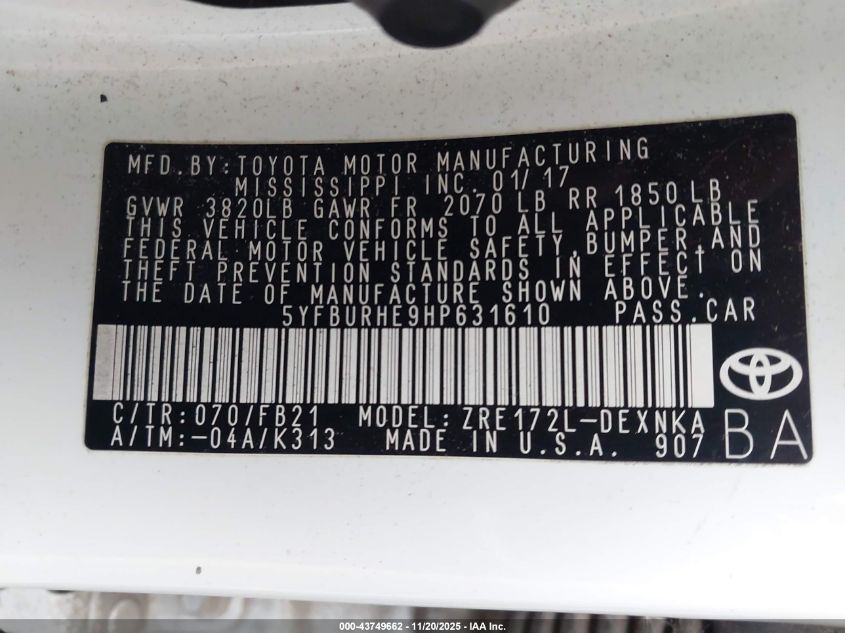 MFD.BY:TOYOTA MOTOR MANUFACTURING
MISSISSIPPI INC. 01/17
GVWR 3820LB GAWR FR 2070 LB RR 1850 LB
THIS VEHICLE CONFORMS TO ALL APPLICABLE
FEDERAL MOTOR VEHICLE SAFETY,BUMPER AND
THEFT PREVENTION STANDARDS IN EFFECT ON
THE DATE OF MANUFACTURE SHOWN ABOVE.
5YFBURHE9HP631610 PASS.CAR
C/TR:070/FB21 MODEL:ZRE172L-DEXNKA
A/TM:-04A/K313 MADE IN U.S.A. 907
BA
000-43749662 — 11/20/2025 — IAA Inc.